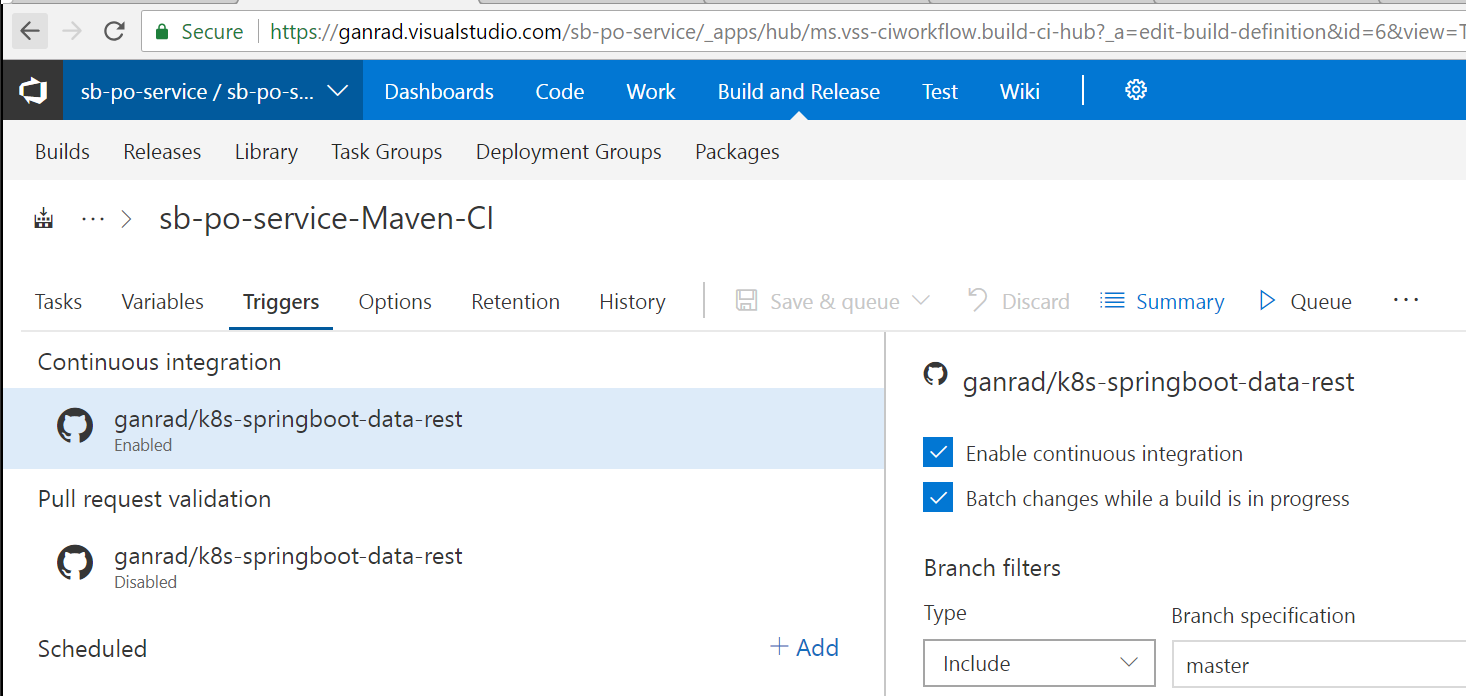 Secure https://ganrad.visualstudio.com/sb-po-service/_apps/hub/ms.vss-ciworkflow.build-ci-hub?_a=edit-build-definition&id=6&view=T
sb-po-service / sb-po-s... Dashboards Code Work Build and Release Test Wiki
Builds Releases Library Task Groups Deployment Groups Packages
... sb-po-service-Maven-CI
Tasks Variables Triggers Options Retention History Save & queue Discard Summary Queue ...
Continuous integration
ganrad/k8s-springboot-data-rest
Enabled
Pull request validation
ganrad/k8s-springboot-data-rest
Disabled
Scheduled + Add
ganrad/k8s-springboot-data-rest
Enable continuous integration
Batch changes while a build is in progress
Branch filters
Type Branch specification
Include master